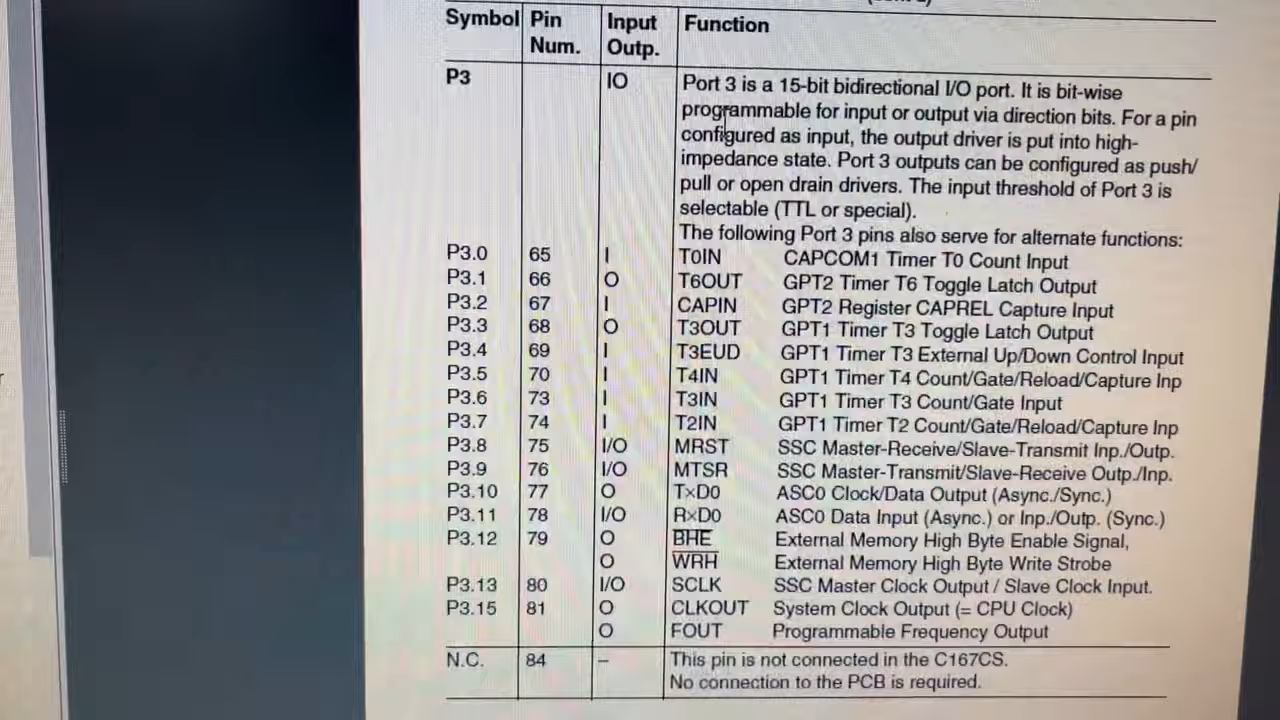 Symbol Pin Num. Input Outp. Function
P3 IO Port 3 is a 15-bit bidirectional I/O port. It is bit-wise
programmable for input or output via direction bits. For a pin
configured as input, the output driver is put into high-
impedance state. Port 3 outputs can be configured as push/
pull or open drain drivers. The input threshold of Port 3 is
selectable (TTL or special).
The following Port 3 pins also serve for alternate functions:
P3.0 65 I T0IN CAPCOM1 Timer T0 Count Input
P3.1 66 O T6OUT GPT2 Timer T6 Toggle Latch Output
P3.2 67 I CAPIN GPT2 Register CAPREL Capture Input
P3.3 68 O T3OUT GPT1 Timer T3 Toggle Latch Output
P3.4 69 I T3EUD GPT1 Timer T3 External Up/Down Control Input
P3.5 70 I T4IN GPT1 Timer T4 Count/Gate/Reload/Capture Inp
P3.6 73 I T3IN GPT1 Timer T3 Count/Gate Input
P3.7 74 I T2IN GPT1 Timer T2 Count/Gate/Reload/Capture Inp
P3.8 75 I/O MRST SSC Master-Receive/Slave-Transmit Inp./Outp.
P3.9 76 I/O MTSR SSC Master-Transmit/Slave-Receive Outp./Inp.
P3.10 77 O TxD0 ASC0 Clock/Data Output (Async./Sync.)
P3.11 78 I/O RxD0 ASC0 Data Input (Async.) or Inp./Outp. (Sync.)
P3.12 79 O BHE External Memory High Byte Enable Signal,
O WRH External Memory High Byte Write Strobe
P3.13 80 I/O SCLK SSC Master Clock Output / Slave Clock Input.
P3.15 81 O CLKOUT System Clock Output (= CPU Clock)
O FOUT Programmable Frequency Output
N.C. 84 – This pin is not connected in the C167CS.
No connection to the PCB is required.